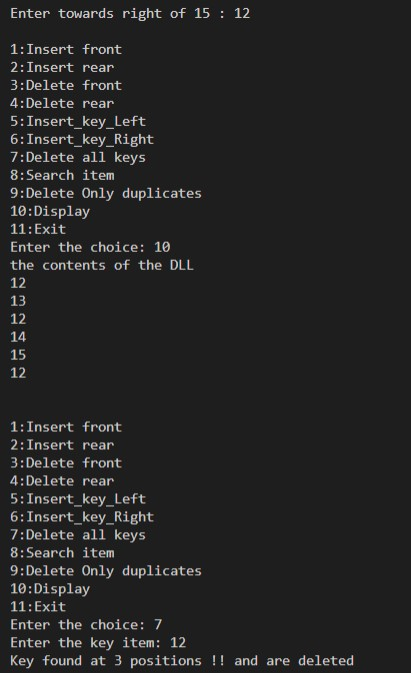 Enter towards right of 15 : 12
1:Insert front
2:Insert rear
3:Delete front
4:Delete rear
5:Insert_key_Left
6:Insert_key_Right
7:Delete all keys
8:Search item
9:Delete Only duplicates
10:Display
11:Exit
Enter the choice: 10
the contents of the DLL
12
13
12
14
15
12
1:Insert front
2:Insert rear
3:Delete front
4:Delete rear
5:Insert_key_Left
6:Insert_key_Right
7:Delete all keys
8:Search item
9:Delete Only duplicates
10:Display
11:Exit
Enter the choice: 7
Enter the key item: 12
Key found at 3 positions !! and are deleted